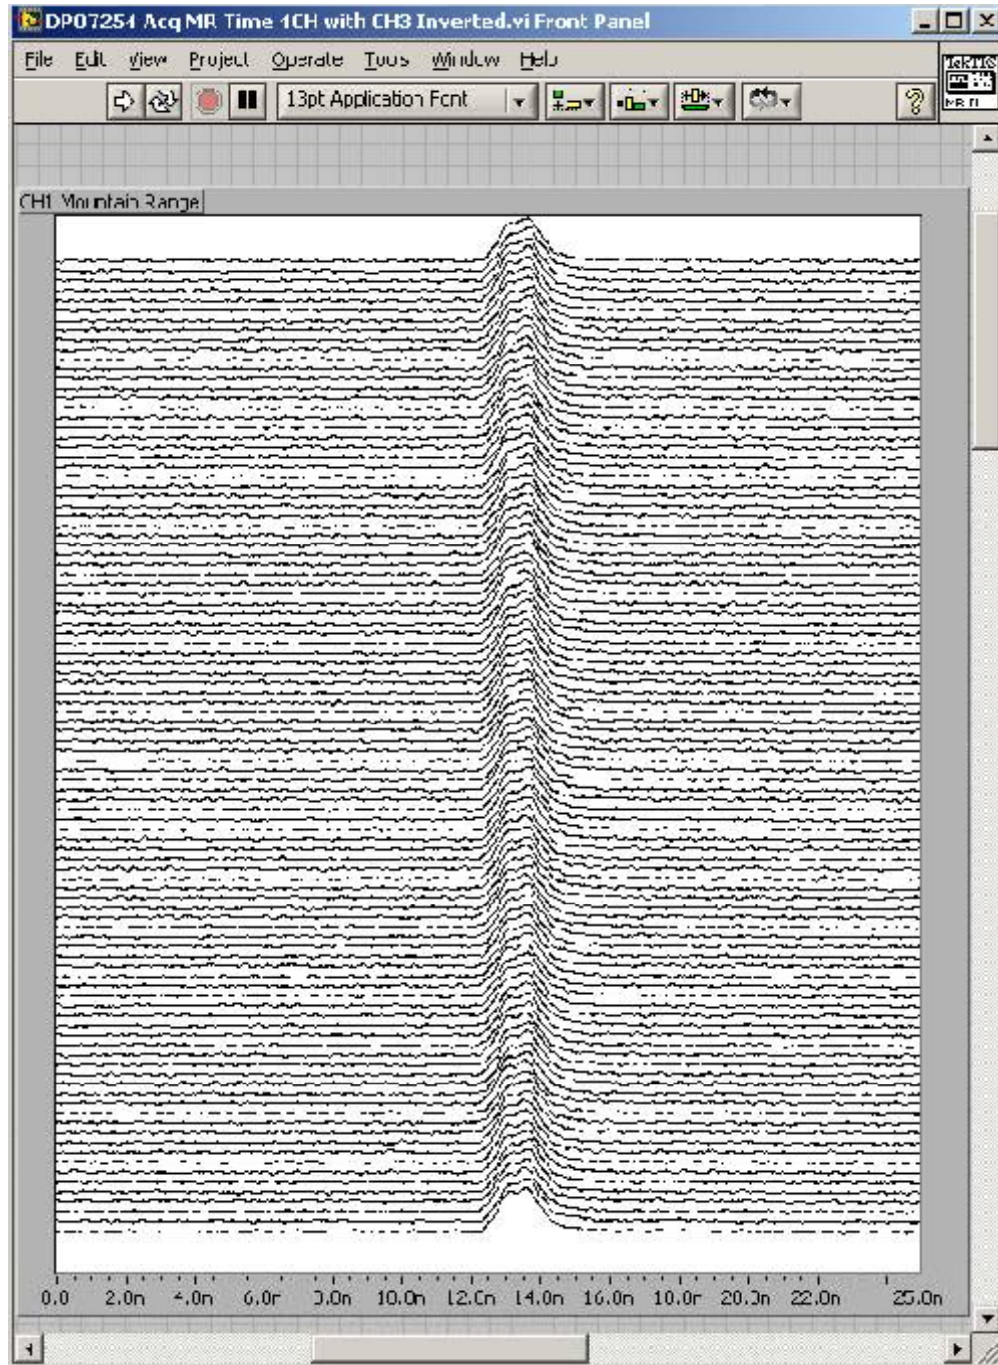 DPO7254 Acq MR Time 4CH with CH3 Inverted.vi Front Panel
File Edit View Project Operate Tools Window Help
13pt Application Font
?
CH1 Mountain Range
0.0 2.0n 4.0n 6.0n 8.0n 10.0n 12.0n 14.0n 16.0n 18.0n 20.0n 22.0n 25.0n